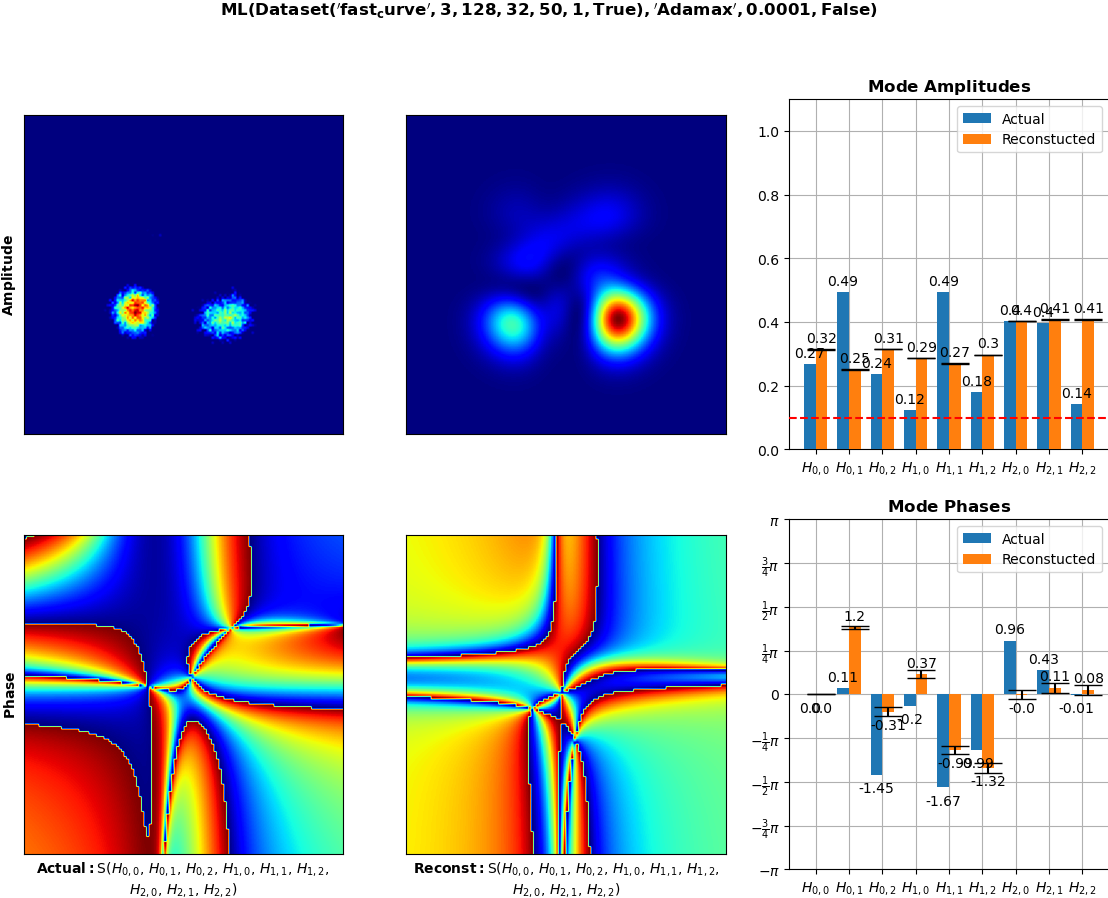 ML(Dataset('fast_curve', 3, 128, 32, 50, 1, True), 'Adamax', 0.0001, False)
Mode Amplitudes
Amplitude
1.0
0.8
0.6
0.4
0.2
0.0
Actual
Reconstucted
0.27
0.32
0.49
0.25
0.24
0.31
0.12
0.29
0.49
0.27
0.18
0.3
0.4
0.4
0.4
0.41
0.14
0.41
H0,0 H0,1 H0,2 H1,0 H1,1 H1,2 H2,0 H2,1 H2,2
Mode Phases
Phase
π
3/4π
1/2π
1/4π
0
−1/4π
−1/2π
−3/4π
−π
Actual
Reconstucted
0.0
0.0
0.11
1.2
-1.45
-0.31
-0.2
0.37
-1.67
-0.99
-0.99
-1.32
0.96
-0.0
0.43
0.11
-0.01
0.08
H0,0 H0,1 H0,2 H1,0 H1,1 H1,2 H2,0 H2,1 H2,2
Actual: S(H0,0, H0,1, H0,2, H1,0, H1,1, H1,2,
H2,0, H2,1, H2,2)
Reconst: S(H0,0, H0,1, H0,2, H1,0, H1,1, H1,2,
H2,0, H2,1, H2,2)